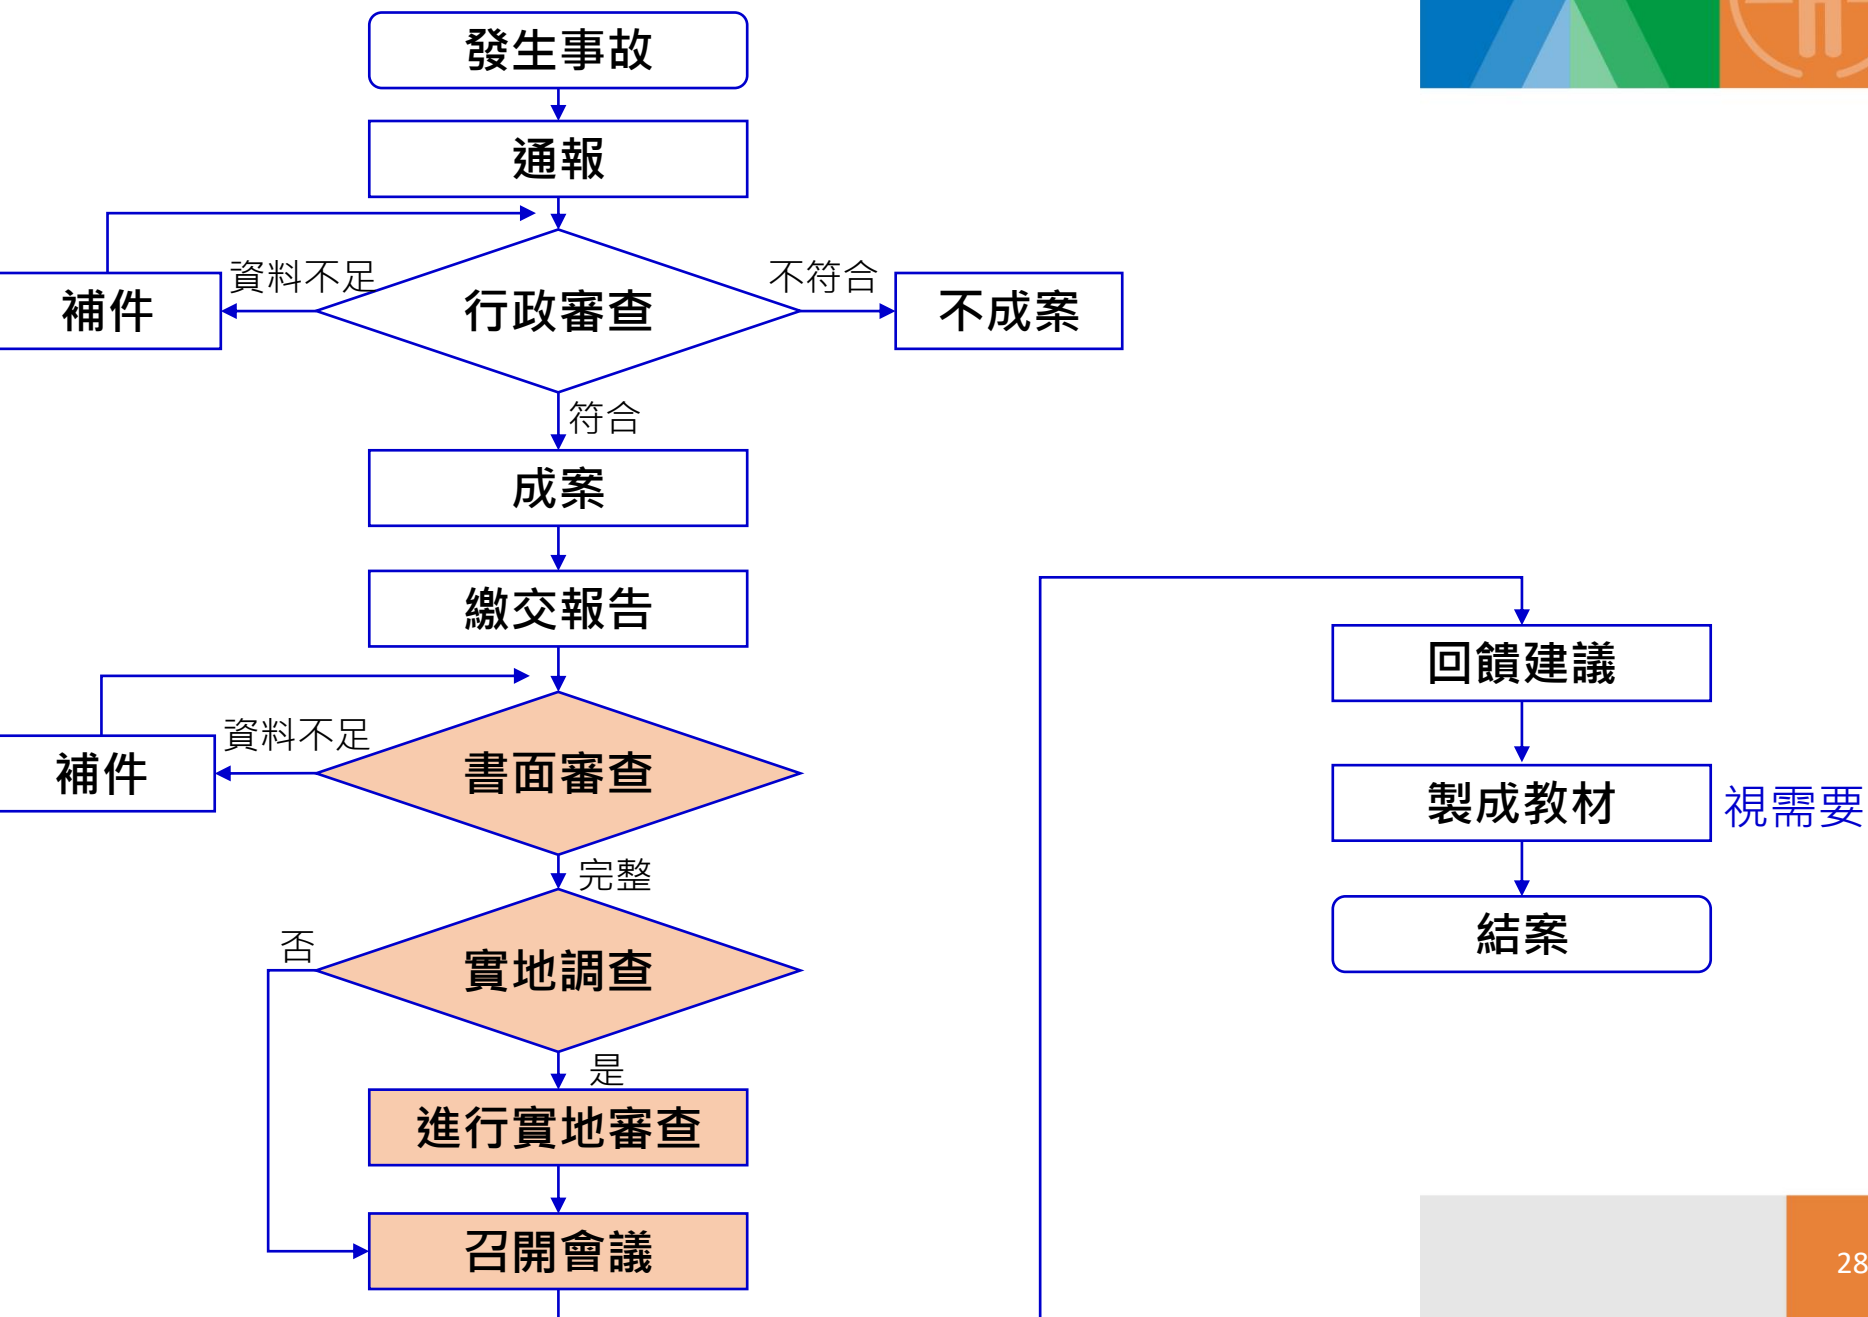 發生事故
通報
資料不足
不符合
補件
行政審查
不成案
符合
成案
繳交報告
資料不足
補件
書面審查
完整
否
實地調查
是
進行實地審查
召開會議
回饋建議
製成教材
視需要
結案
28